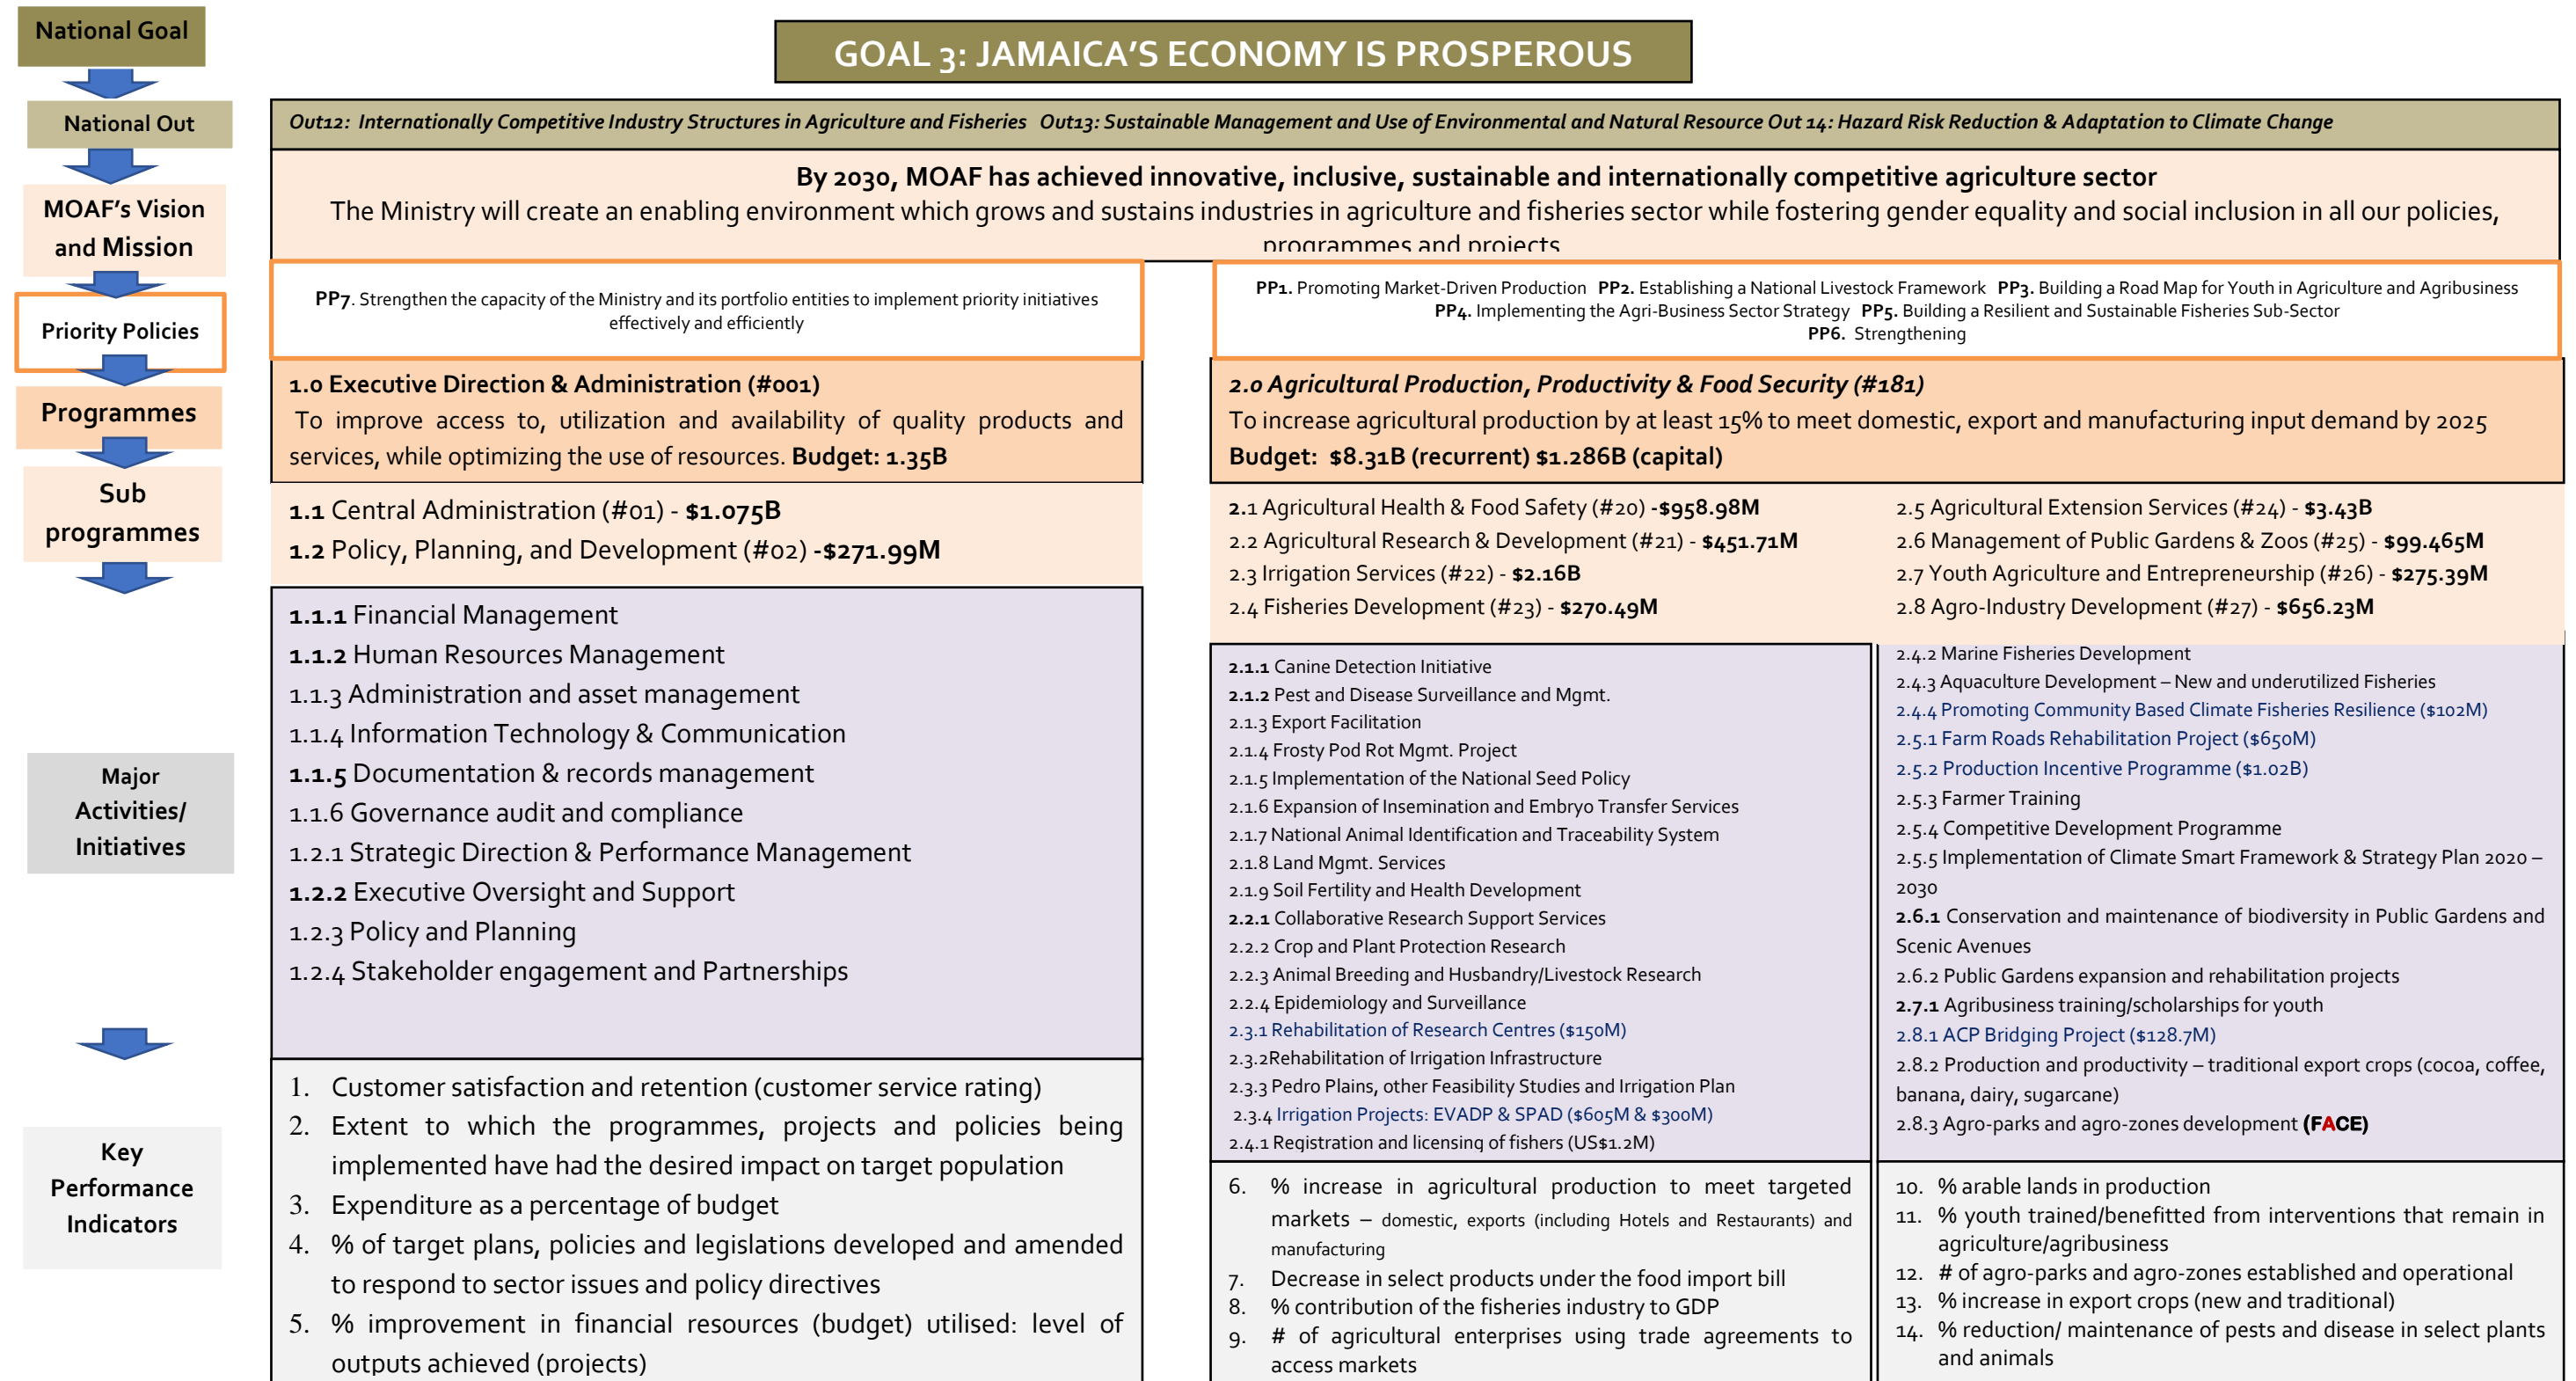 National Goal
GOAL 3: JAMAICA'S ECONOMY IS PROSPEROUS
National Out
Out12: Internationally Competitive Industry Structures in Agriculture and Fisheries Out13: Sustainable Management and Use of Environmental and Natural Resource Out 14: Hazard Risk Reduction & Adaptation to Climate Change
MOAF's Vision
and Mission
By 2030, MOAF has achieved innovative, inclusive, sustainable and internationally competitive agriculture sector
The Ministry will create an enabling environment which grows and sustains industries in agriculture and fisheries sector while fostering gender equality and social inclusion in all our policies,
programmes and projects
Priority Policies
PP7. Strengthen the capacity of the Ministry and its portfolio entities to implement priority initiatives
effectively and efficiently
PP1. Promoting Market-Driven Production PP2. Establishing a National Livestock Framework PP3. Building a Road Map for Youth in Agriculture and Agribusiness
PP4. Implementing the Agri-Business Sector Strategy PP5. Building a Resilient and Sustainable Fisheries Sub-Sector
PP6. Strengthening
Programmes
1.0 Executive Direction & Administration (#001)
To improve access to, utilization and availability of quality products and
services, while optimizing the use of resources. Budget: 1.35B
2.0 Agricultural Production, Productivity & Food Security (#181)
To increase agricultural production by at least 15% to meet domestic, export and manufacturing input demand by 2025
Budget: $8.31B (recurrent) $1.286B (capital)
Sub
programmes
1.1 Central Administration (#01) - $1.075B
1.2 Policy, Planning, and Development (#02) -$271.99M
2.1 Agricultural Health & Food Safety (#20) -$958.98M
2.2 Agricultural Research & Development (#21) - $451.71M
2.3 Irrigation Services (#22) - $2.16B
2.4 Fisheries Development (#23) - $270.49M
2.5 Agricultural Extension Services (#24) - $3.43B
2.6 Management of Public Gardens & Zoos (#25) - $99.465M
2.7 Youth Agriculture and Entrepreneurship (#26) - $275.39M
2.8 Agro-Industry Development (#27) - $656.23M
Major
Activities/
Initiatives
1.1.1 Financial Management
1.1.2 Human Resources Management
1.1.3 Administration and asset management
1.1.4 Information Technology & Communication
1.1.5 Documentation & records management
1.1.6 Governance audit and compliance
1.2.1 Strategic Direction & Performance Management
1.2.2 Executive Oversight and Support
1.2.3 Policy and Planning
1.2.4 Stakeholder engagement and Partnerships
2.1.1 Canine Detection Initiative
2.1.2 Pest and Disease Surveillance and Mgmt.
2.1.3 Export Facilitation
2.1.4 Frosty Pod Rot Mgmt. Project
2.1.5 Implementation of the National Seed Policy
2.1.6 Expansion of Insemination and Embryo Transfer Services
2.1.7 National Animal Identification and Traceability System
2.1.8 Land Mgmt. Services
2.1.9 Soil Fertility and Health Development
2.2.1 Collaborative Research Support Services
2.2.2 Crop and Plant Protection Research
2.2.3 Animal Breeding and Husbandry/Livestock Research
2.2.4 Epidemiology and Surveillance
2.3.1 Rehabilitation of Research Centres ($150M)
2.3.2Rehabilitation of Irrigation Infrastructure
2.3.3 Pedro Plains, other Feasibility Studies and Irrigation Plan
2.3.4 Irrigation Projects: EVADP & SPAD ($605M & $300M)
2.4.1 Registration and licensing of fishers (US$1.2M)
2.4.2 Marine Fisheries Development
2.4.3 Aquaculture Development – New and underutilized Fisheries
2.4.4 Promoting Community Based Climate Fisheries Resilience ($102M)
2.5.1 Farm Roads Rehabilitation Project ($650M)
2.5.2 Production Incentive Programme ($1.02B)
2.5.3 Farmer Training
2.5.4 Competitive Development Programme
2.5.5 Implementation of Climate Smart Framework & Strategy Plan 2020 –
2030
2.6.1 Conservation and maintenance of biodiversity in Public Gardens and
Scenic Avenues
2.6.2 Public Gardens expansion and rehabilitation projects
2.7.1 Agribusiness training/scholarships for youth
2.8.1 ACP Bridging Project ($128.7M)
2.8.2 Production and productivity – traditional export crops (cocoa, coffee,
banana, dairy, sugarcane)
2.8.3 Agro-parks and agro-zones development (FACE)
Key
Performance
Indicators
1. Customer satisfaction and retention (customer service rating)
2. Extent to which the programmes, projects and policies being
implemented have had the desired impact on target population
3. Expenditure as a percentage of budget
4. % of target plans, policies and legislations developed and amended
to respond to sector issues and policy directives
5. % improvement in financial resources (budget) utilised: level of
outputs achieved (projects)
6. % increase in agricultural production to meet targeted
markets – domestic, exports (including Hotels and Restaurants) and
manufacturing
7. Decrease in select products under the food import bill
8. % contribution of the fisheries industry to GDP
9. # of agricultural enterprises using trade agreements to
access markets
10. % arable lands in production
11. % youth trained/benefitted from interventions that remain in
agriculture/agribusiness
12. # of agro-parks and agro-zones established and operational
13. % increase in export crops (new and traditional)
14. % reduction/ maintenance of pests and disease in select plants
and animals